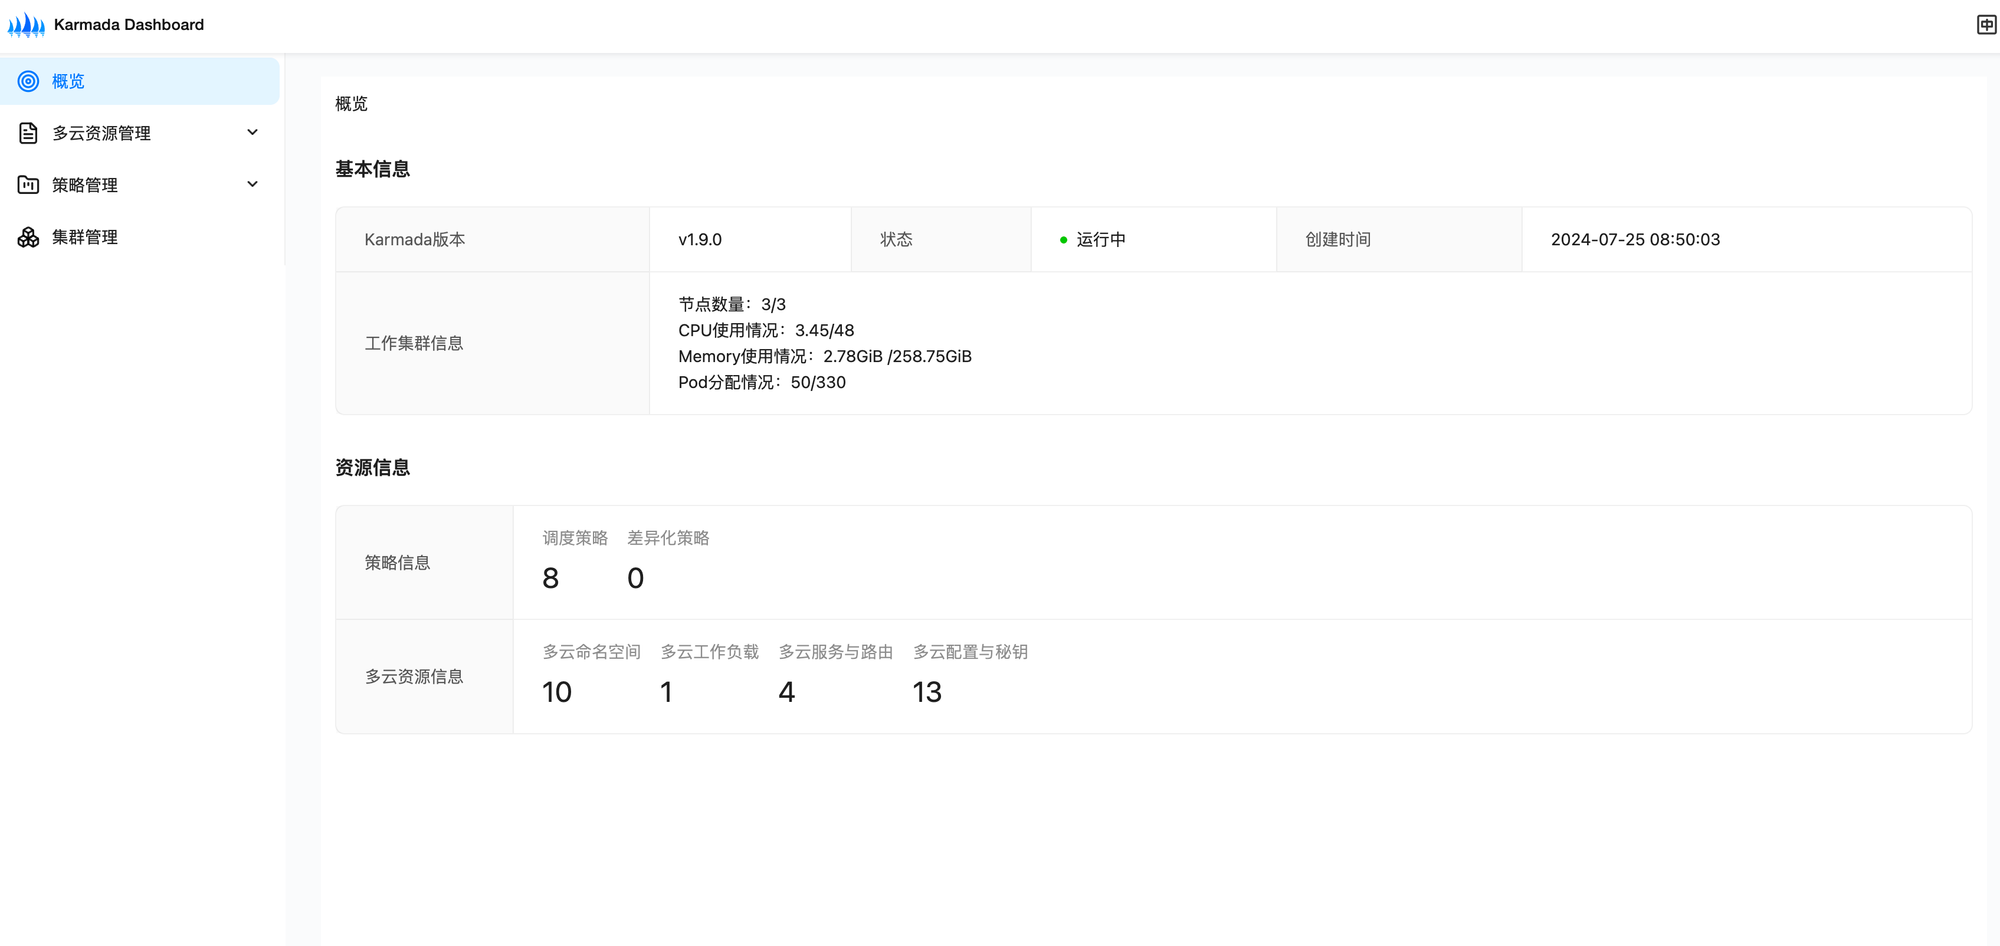 Karmada Dashboard
中
概览
多云资源管理
策略管理
集群管理
概览
基本信息
Karmada版本 v1.9.0 状态 运行中 创建时间 2024-07-25 08:50:03
工作集群信息
节点数量：3/3
CPU使用情况：3.45/48
Memory使用情况：2.78GiB /258.75GiB
Pod分配情况：50/330
资源信息
策略信息
调度策略 差异化策略
8 0
多云资源信息
多云命名空间 多云工作负载 多云服务与路由 多云配置与秘钥
10 1 4 13